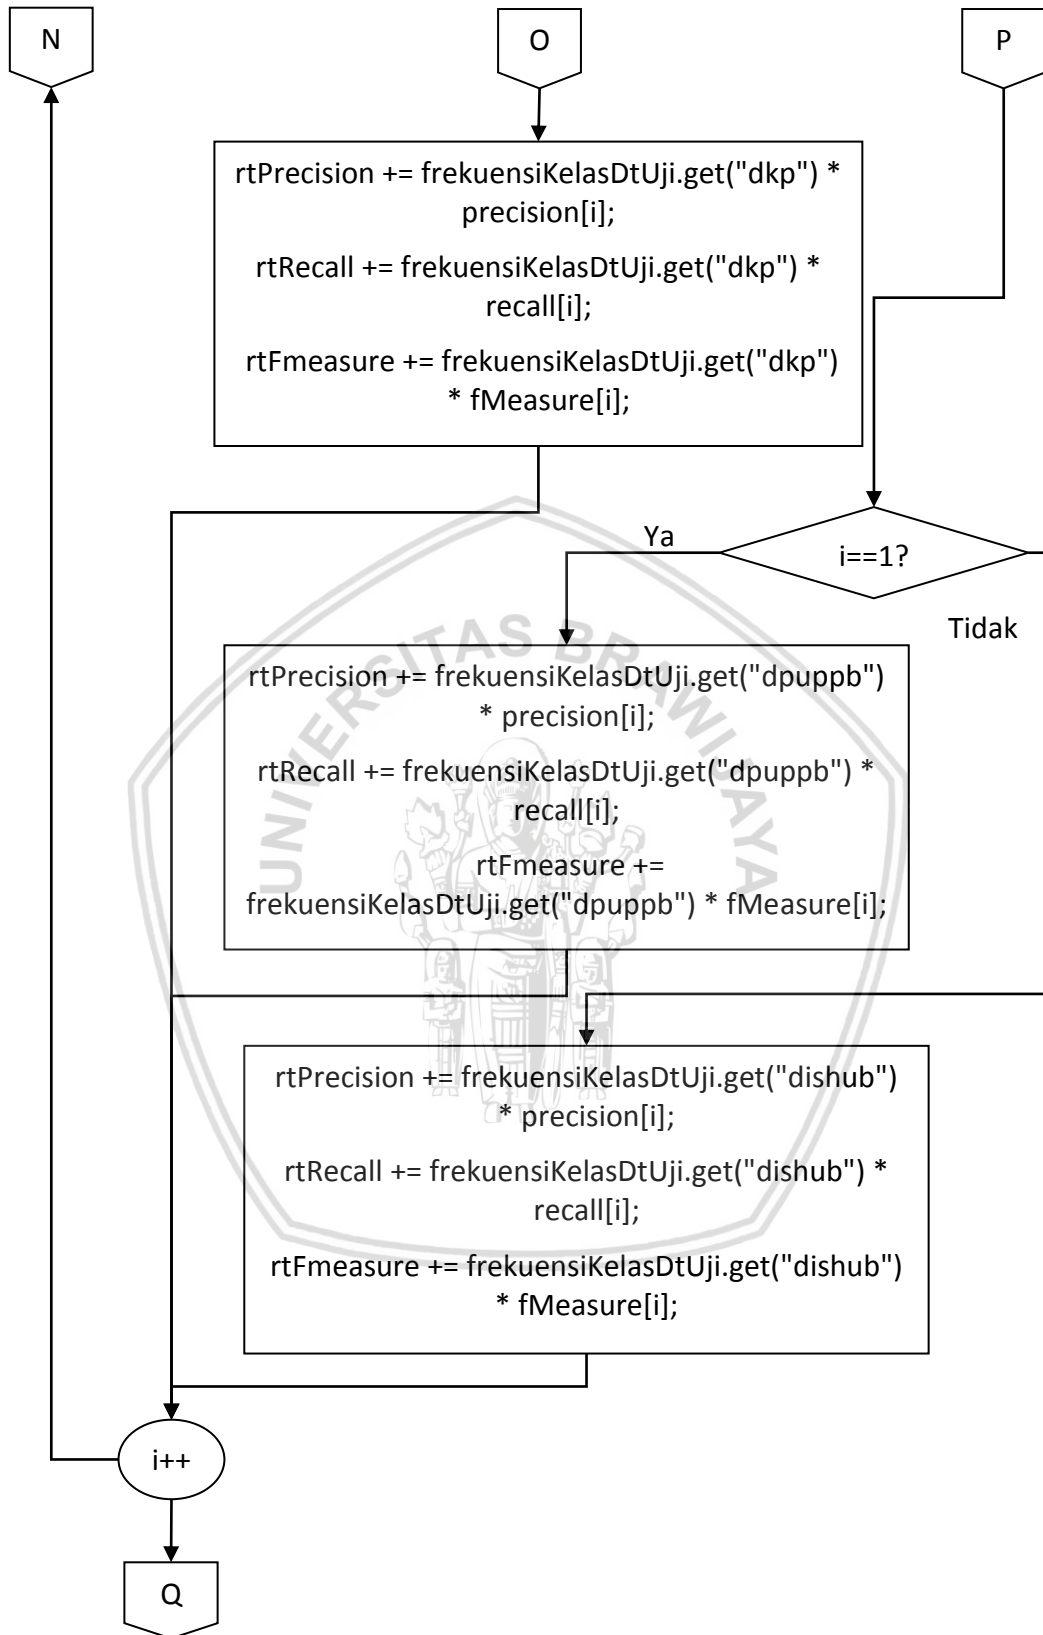 N
O
P
rtPrecision += frekuensiKelasDtUji.get("dkp") *
precision[i];
rtRecall += frekuensiKelasDtUji.get("dkp") *
recall[i];
rtFmeasure += frekuensiKelasDtUji.get("dkp")
* fMeasure[i];
Ya
i==1?
Tidak
UNIVERSITAS BRAWIJAYA
rtPrecision += frekuensiKelasDtUji.get("dpuppb")
* precision[i];
rtRecall += frekuensiKelasDtUji.get("dpuppb") *
recall[i];
rtFmeasure +=
frekuensiKelasDtUji.get("dpuppb") * fMeasure[i];
rtPrecision += frekuensiKelasDtUji.get("dishub")
* precision[i];
rtRecall += frekuensiKelasDtUji.get("dishub") *
recall[i];
rtFmeasure += frekuensiKelasDtUji.get("dishub")
* fMeasure[i];
i++
Q